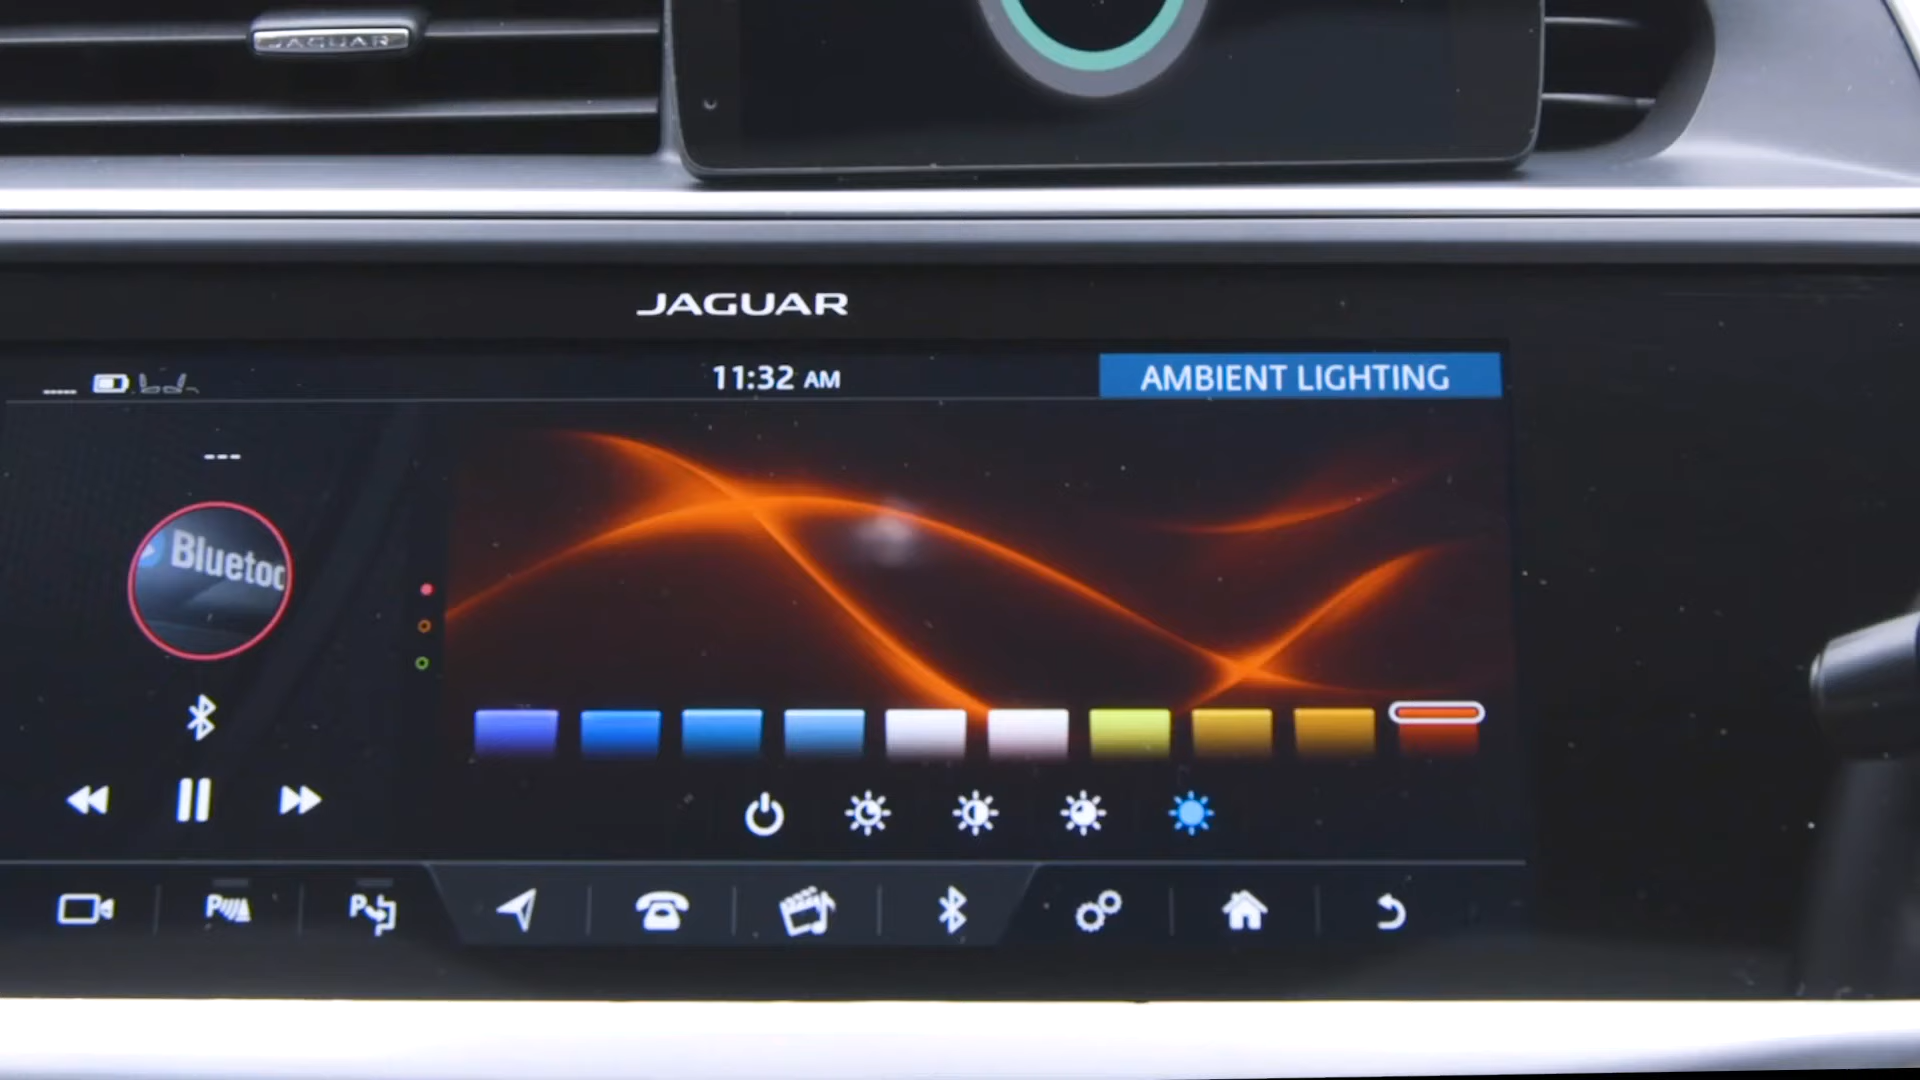 JAGUAR
JAGUAR
11:32 AM
AMBIENT LIGHTING
---
Bluetoo
P
P